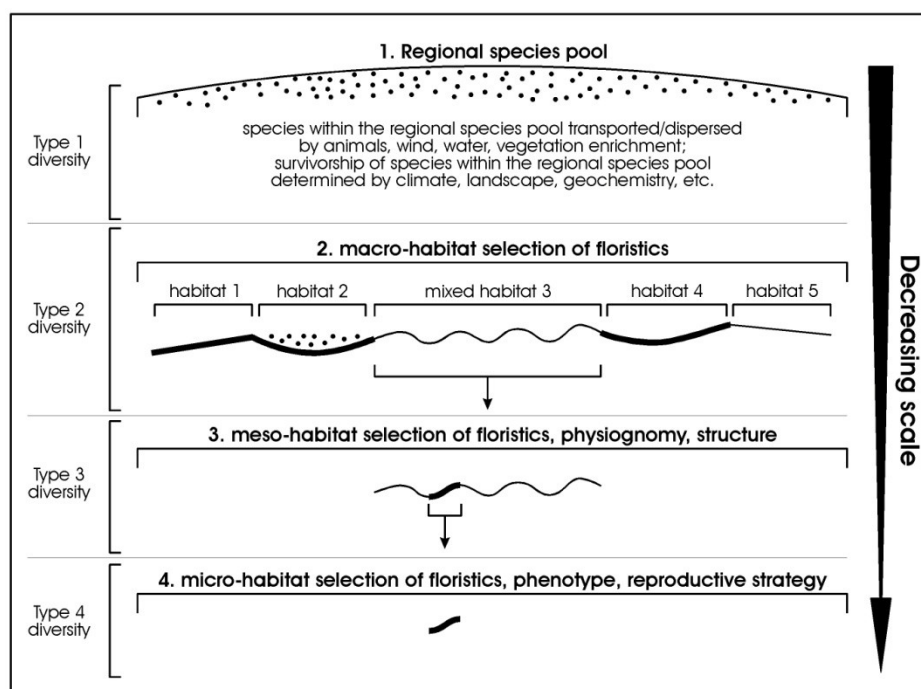 1. Regional species pool
Type 1
diversity
species within the regional species pool transported/dispersed
by animals, wind, water, vegetation enrichment;
survivorship of species within the regional species pool
determined by climate, landscape, geochemistry, etc.
2. macro-habitat selection of floristics
Type 2
diversity
habitat 1
habitat 2
mixed habitat 3
habitat 4
habitat 5
3. meso-habitat selection of floristics, physiognomy, structure
Type 3
diversity
4. micro-habitat selection of floristics, phenotype, reproductive strategy
Type 4
diversity
Decreasing scale